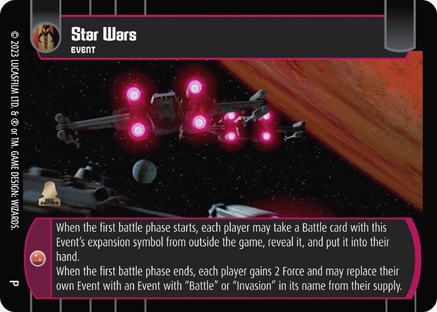 Star Wars
EVENT
When the first battle phase starts, each player may take a Battle card with this
Event's expansion symbol from outside the game, reveal it, and put it into their
hand.
When the first battle phase ends, each player gains 2 Force and may replace their
own Event with an Event with "Battle" or "Invasion" in its name from their supply.
© 2023 LUCASFILM LTD. & ® or TM. GAME DESIGN: WIZARDS.
P